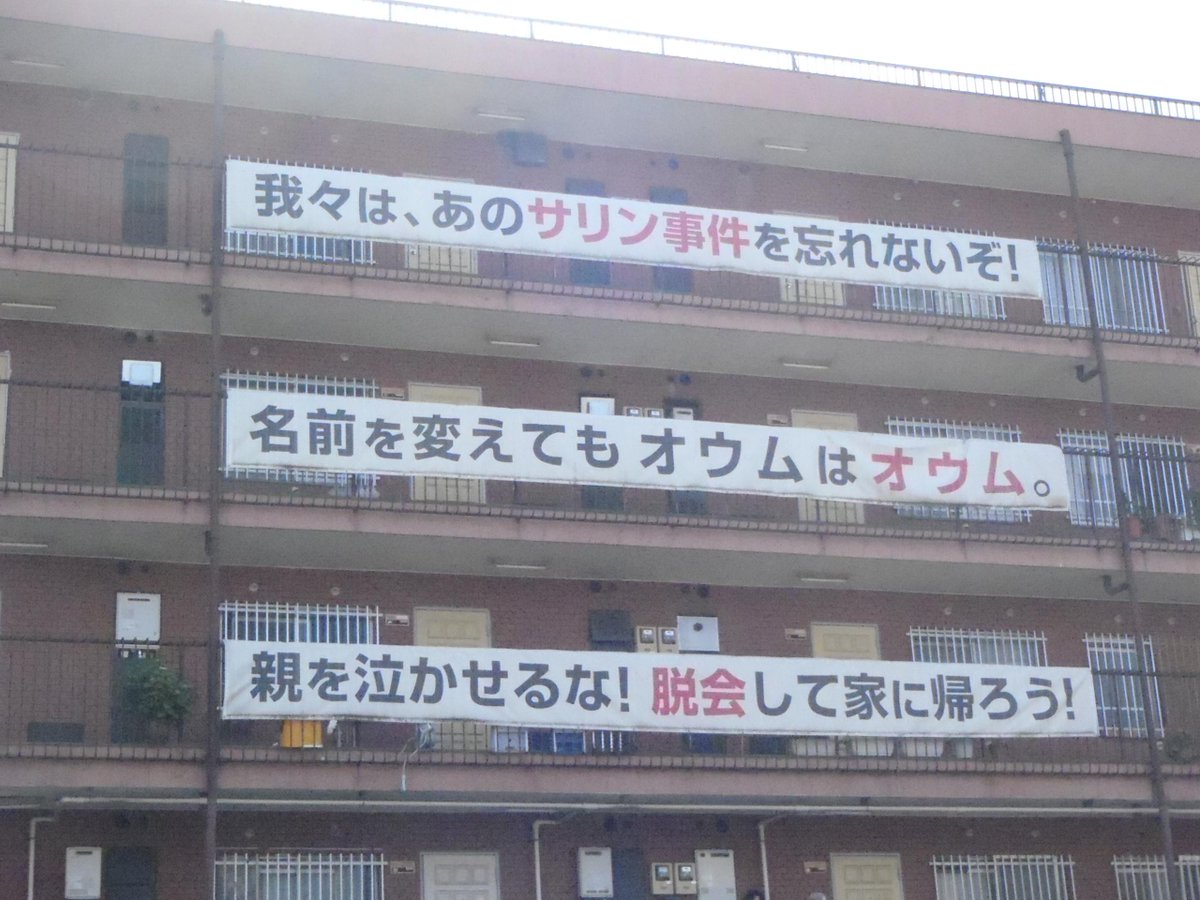 我々は、あのサリン事件を忘れないぞ！
名前を変えてもオウムはオウム。
親を泣かせるな！脱会して家に帰ろう！